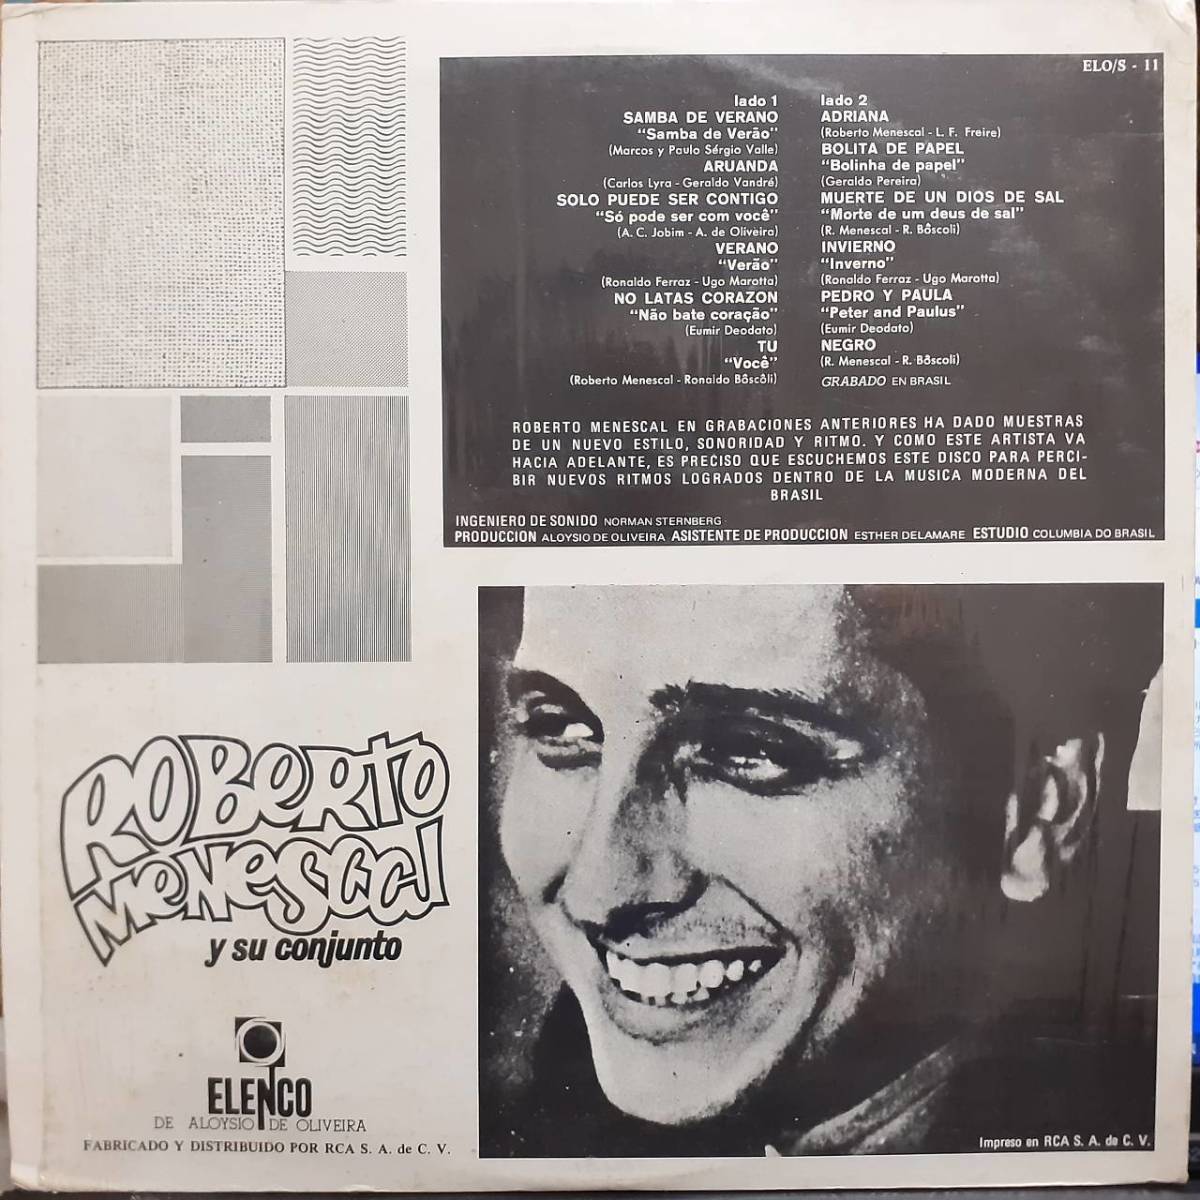 ELO/S - 11
lado 1
SAMBA DE VERANO
"Samba de Verão"
(Marcos y Paulo Sérgio Valle)
ARUANDA
(Carlos Lyra - Geraldo Vandré)
SOLO PUEDE SER CONTIGO
"Só pode ser com você"
(A. C. Jobim - A. de Oliveira)
VERANO
"Verão"
(Ronaldo Ferraz - Ugo Marotta)
NO LATAS CORAZON
"Não bate coração"
(Eumir Deodato)
TU
"Você"
(Roberto Menescal - Ronaldo Bôscôli)
lado 2
ADRIANA
(Roberto Menescal - L. F. Freire)
BOLITA DE PAPEL
"Bolinha de papel"
(Geraldo Pereira)
MUERTE DE UN DIOS DE SAL
"Morte de um deus de sal"
(R. Menescal - R. Bôscoli)
INVIERNO
"Inverno"
(Ronaldo Ferraz - Ugo Marotta)
PEDRO Y PAULA
"Peter and Paulus"
(Eumir Deodato)
NEGRO
(R. Menescal - R. Bôscoli)
GRABADO EN BRASIL
ROBERTO MENESCAL EN GRABACIONES ANTERIORES HA DADO MUESTRAS
DE UN NUEVO ESTILO, SONORIDAD Y RITMO. Y COMO ESTE ARTISTA VA
HACIA ADELANTE, ES PRECISO QUE ESCUCHEMOS ESTE DISCO PARA PERCI-
BIR NUEVOS RITMOS LOGRADOS DENTRO DE LA MUSICA MODERNA DEL
BRASIL
INGENIERO DE SONIDO NORMAN STERNBERG
PRODUCCION ALOYSIO DE OLIVEIRA ASISTENTE DE PRODUCCION ESTHER DELAMARE ESTUDIO COLUMBIA DO BRASIL
ROBERTO
MENESCAL
y su conjunto
ELENCO
DE ALOYSIO DE OLIVEIRA
FABRICADO Y DISTRIBUIDO POR RCA S. A. de C. V.
Impreso en RCA S. A. de C. V.